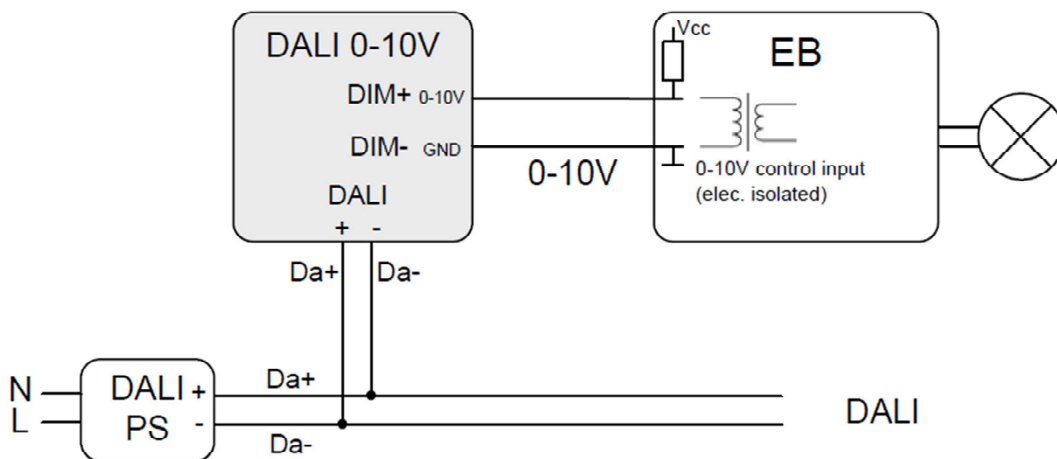 DALI 0-10V
DIM+ 0-10V
DIM- GND
DALI
+ -
Vcc
EB
0-10V
0-10V control input
(elec. isolated)
Da+ Da-
N
L
DALI +
PS -
Da+
Da-
DALI